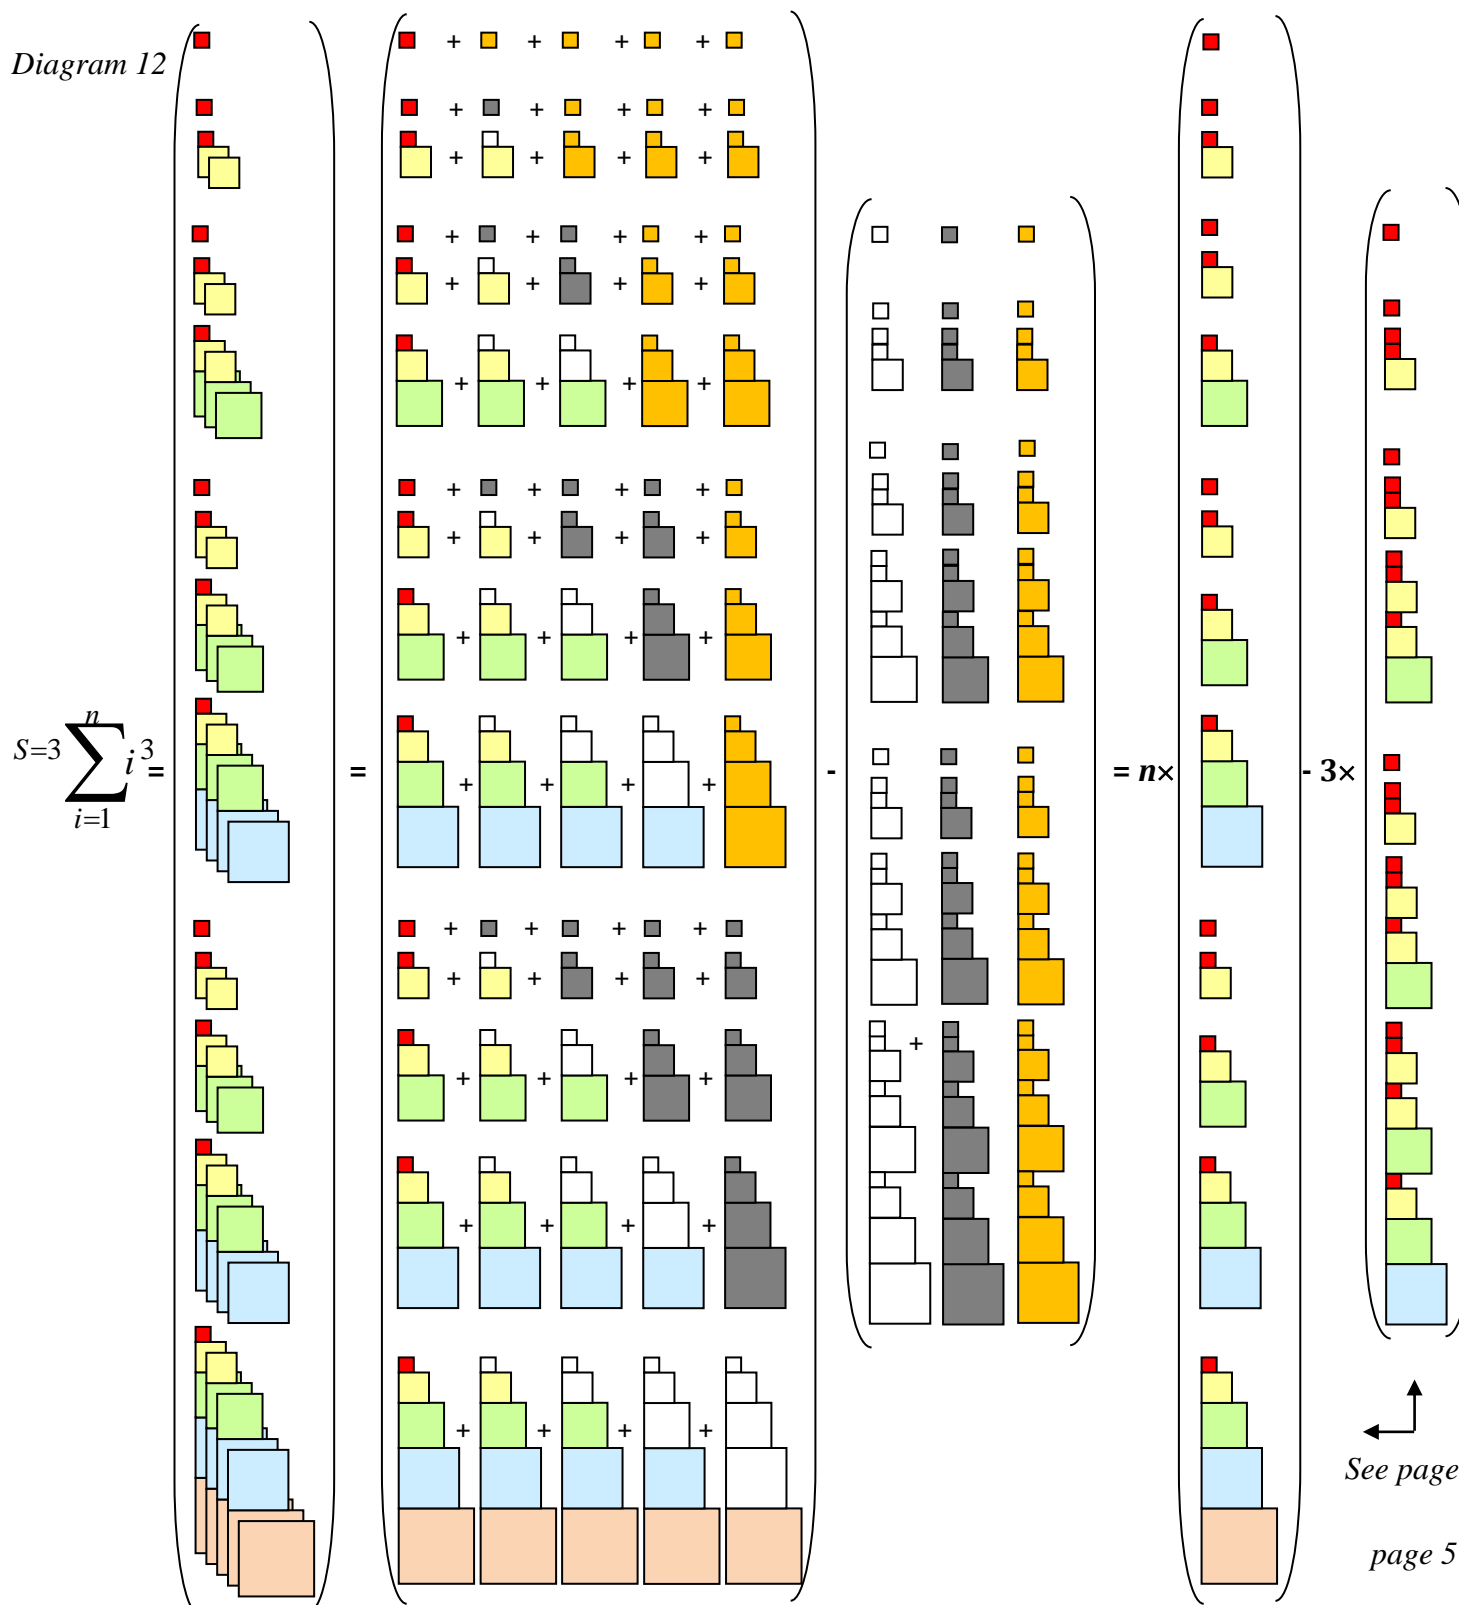 Diagram 12
+ + + +
+ + + +
+ + + +
+ + + +
+ + + +
+ + + +
+ + + +
+ + + +
+ + + +
S=3 n ∑ i=1 i 3 = = - = n× - 3×
+ + + +
+ + + +
+ + + +
+ + + +
+
+ + + +
+ + + +
See page
page 5